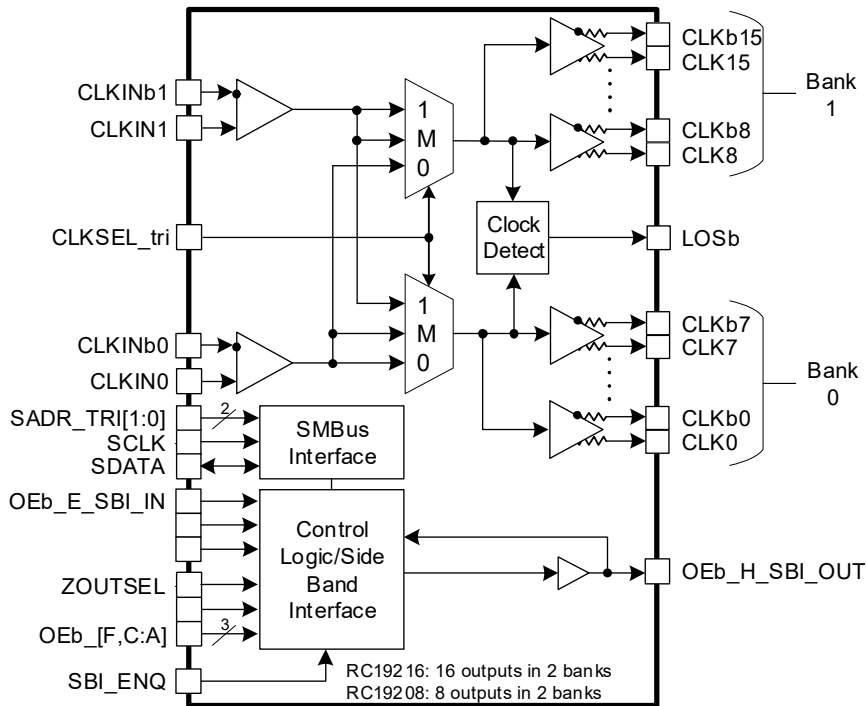 CLKINb1
CLKIN1
CLKSEL_tri
CLKINb0
CLKIN0
SADR_TRI[1:0]
2
SCLK
SDATA
OEb_E_SBI_IN
ZOUTSEL
OEb_[F,C:A]
3
SBI_ENQ
1
M
0
1
M
0
SMBus
Interface
Control
Logic/Side
Band
Interface
Clock
Detect
CLKb15
CLK15
CLKb8
CLK8
Bank
1
LOSb
CLKb7
CLK7
CLKb0
CLK0
Bank
0
OEb_H_SBI_OUT
RC19216: 16 outputs in 2 banks
RC19208: 8 outputs in 2 banks